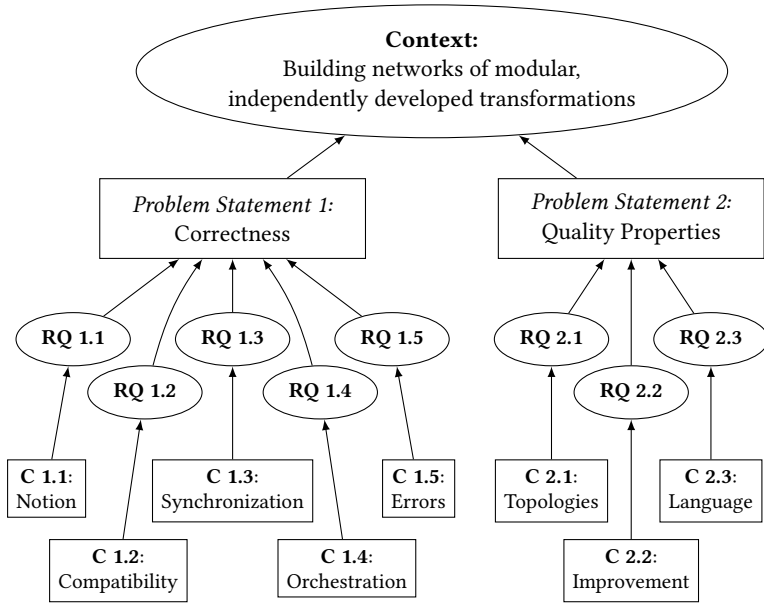 Context:
Building networks of modular,
independently developed transformations
Problem Statement 1:
Correctness
Problem Statement 2:
Quality Properties
RQ 1.1
RQ 1.2
RQ 1.3
RQ 1.4
RQ 1.5
RQ 2.1
RQ 2.2
RQ 2.3
C 1.1:
Notion
C 1.2:
Compatibility
C 1.3:
Synchronization
C 1.4:
Orchestration
C 1.5:
Errors
C 2.1:
Topologies
C 2.2:
Improvement
C 2.3:
Language